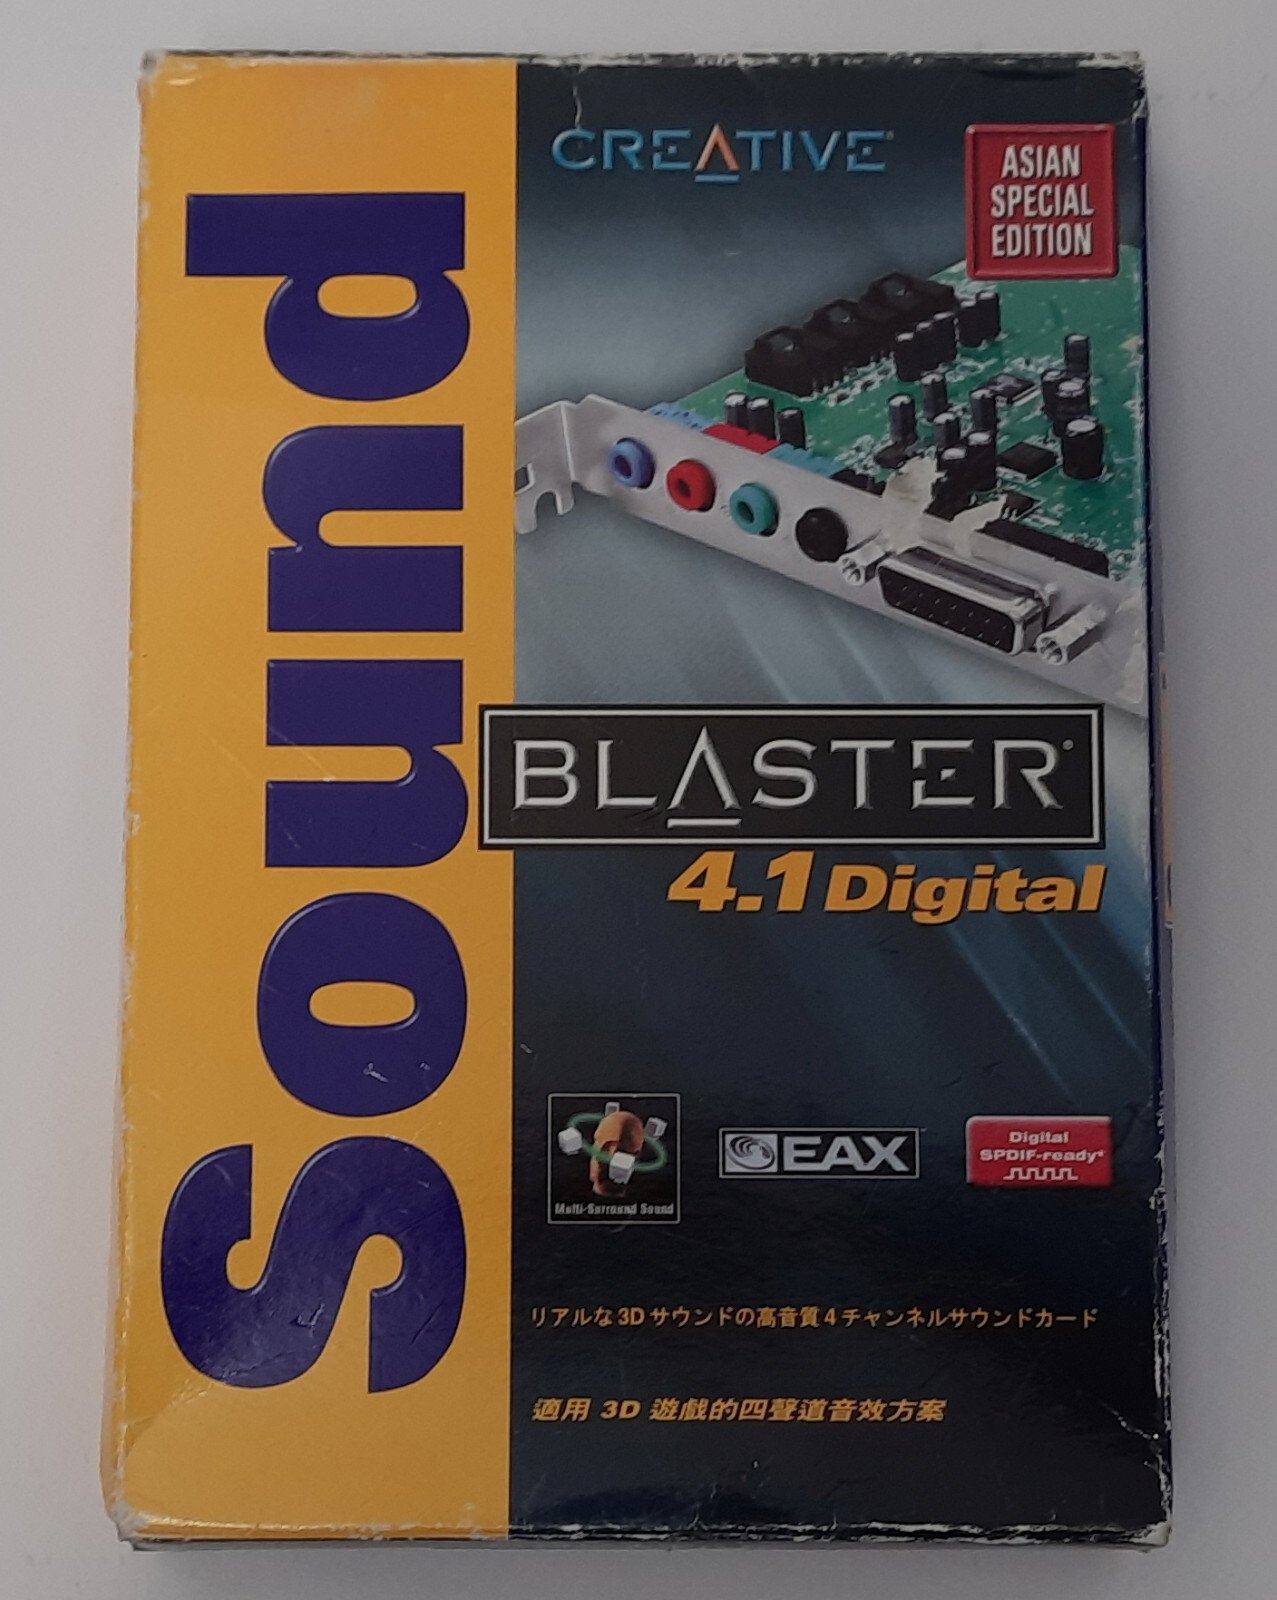 CREATIVE
ASIAN
SPECIAL
EDITION
Sound
BLASTER®
4.1 Digital
Multi-Surround Sound
EAX™
Digital
SPDIF-ready*
リアルな3Dサウンドの高音質4チャンネルサウンドカード
適用 3D 遊戲的四聲道音效方案